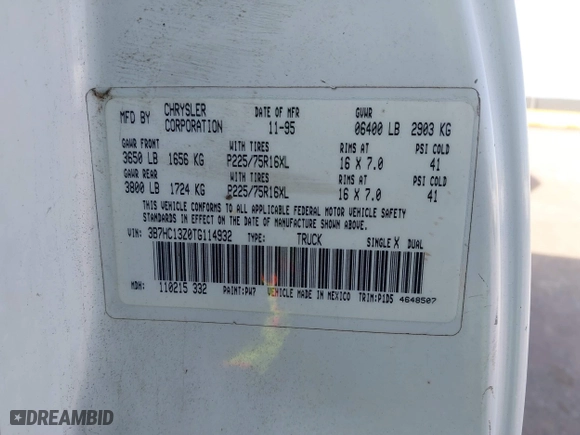 MFD BY CHRYSLER CORPORATION DATE OF MFR 11-95 GVWR 06400 LB 2903 KG
GAWR FRONT WITH TIRES RIMS AT PSI COLD
3650 LB 1656 KG P225/75R16XL 16 X 7.0 41
GAWR REAR WITH TIRES RIMS AT PSI COLD
3800 LB 1724 KG P225/75R16XL 16 X 7.0 41
THIS VEHICLE CONFORMS TO ALL APPLICABLE FEDERAL MOTOR VEHICLE SAFETY
STANDARDS IN EFFECT ON THE DATE OF MANUFACTURE SHOWN ABOVE.
VIN: 3B7HC13Z0TG114932 TYPE: TRUCK SINGLE X DUAL
MDH: 110215 332 PAINT: PW7 VEHICLE MADE IN MEXICO TRIM: P1D5 4648507
DREAMBID